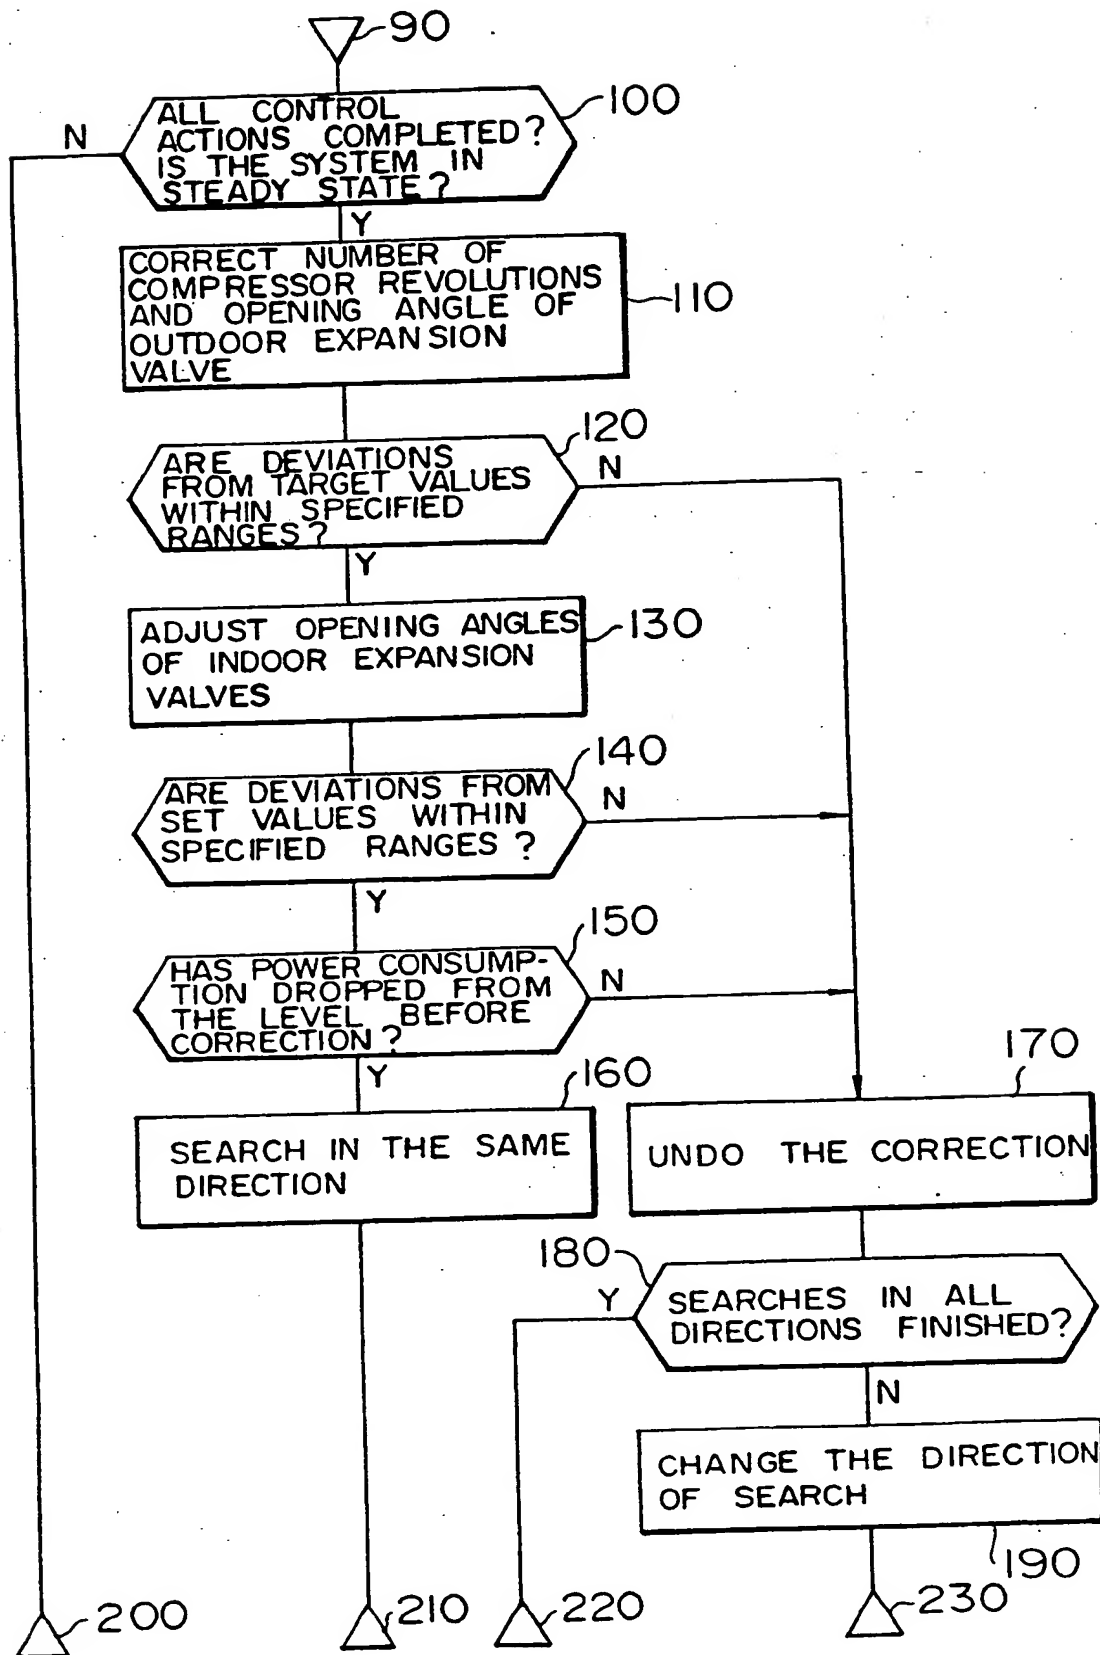 90
100
ALL CONTROL
ACTIONS COMPLETED?
IS THE SYSTEM IN
STEADY STATE?
N
Y
CORRECT NUMBER OF
COMPRESSOR REVOLUTIONS
AND OPENING ANGLE OF
OUTDOOR EXPANSION
VALVE
110
120
ARE DEVIATIONS
FROM TARGET VALUES
WITHIN SPECIFIED
RANGES?
N
Y
ADJUST OPENING ANGLES
OF INDOOR EXPANSION
VALVES
130
140
ARE DEVIATIONS FROM
SET VALUES WITHIN
SPECIFIED RANGES?
N
Y
150
HAS POWER CONSUMP-
TION DROPPED FROM
THE LEVEL BEFORE
CORRECTION?
N
Y
160
SEARCH IN THE SAME
DIRECTION
170
UNDO THE CORRECTION
180
SEARCHES IN ALL
DIRECTIONS FINISHED?
Y
N
CHANGE THE DIRECTION
OF SEARCH
190
200
210
220
230